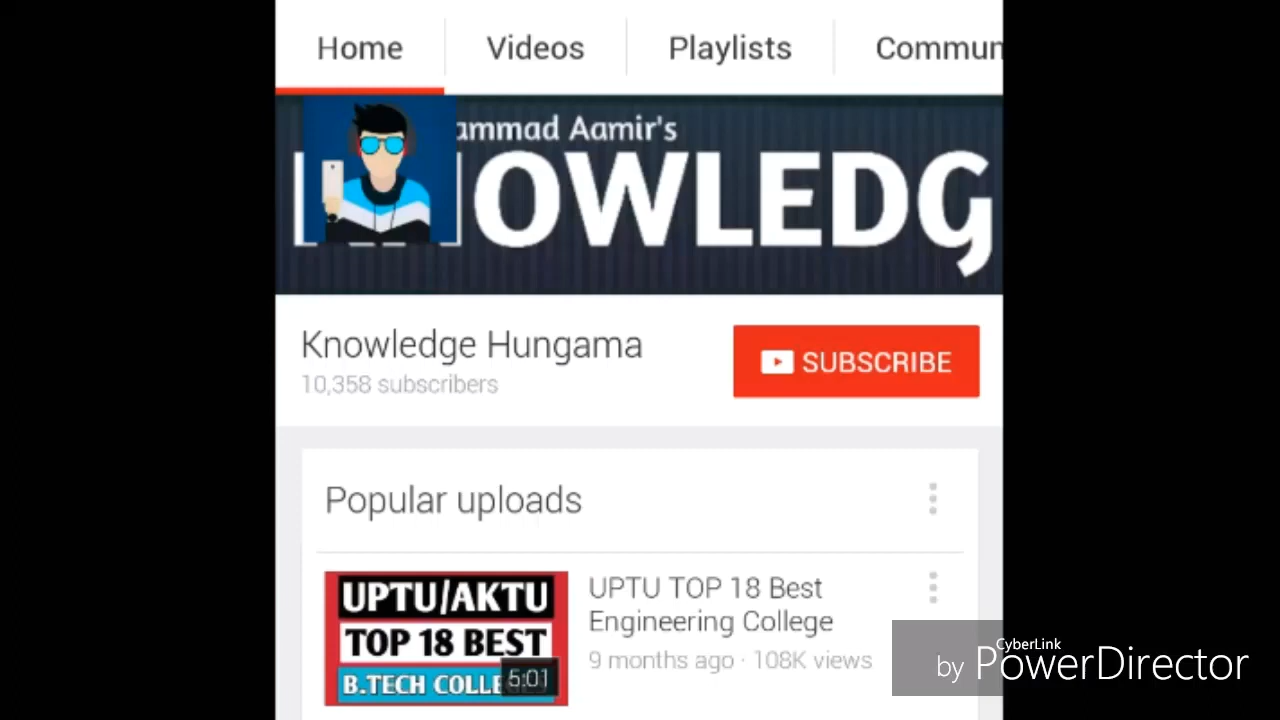 Home Videos Playlists Commun
ammad Aamir's
OWLEDG
Knowledge Hungama
10,358 subscribers
SUBSCRIBE
Popular uploads
UPTU/AKTU
TOP 18 BEST
B.TECH COLLE
5:01
UPTU TOP 18 Best
Engineering College
9 months ago · 108K views
CyberLink
by PowerDirector